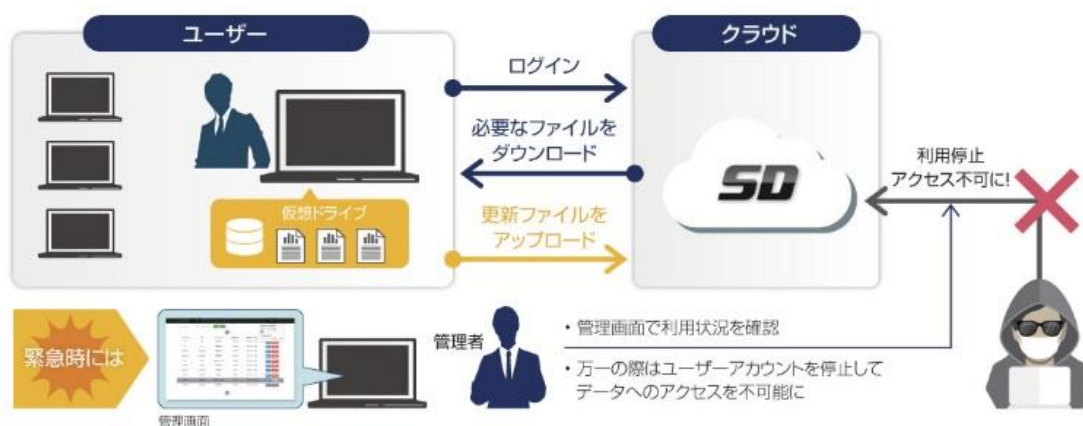 ユーザー
クラウド
ログイン
必要なファイルを
ダウンロード
仮想ドライブ
更新ファイルを
アップロード
SD
利用停止
アクセス不可に!
緊急時には
管理画面
管理者
・管理画面で利用状況を確認
・万一の際はユーザーアカウントを停止して
データへのアクセスを不可能に